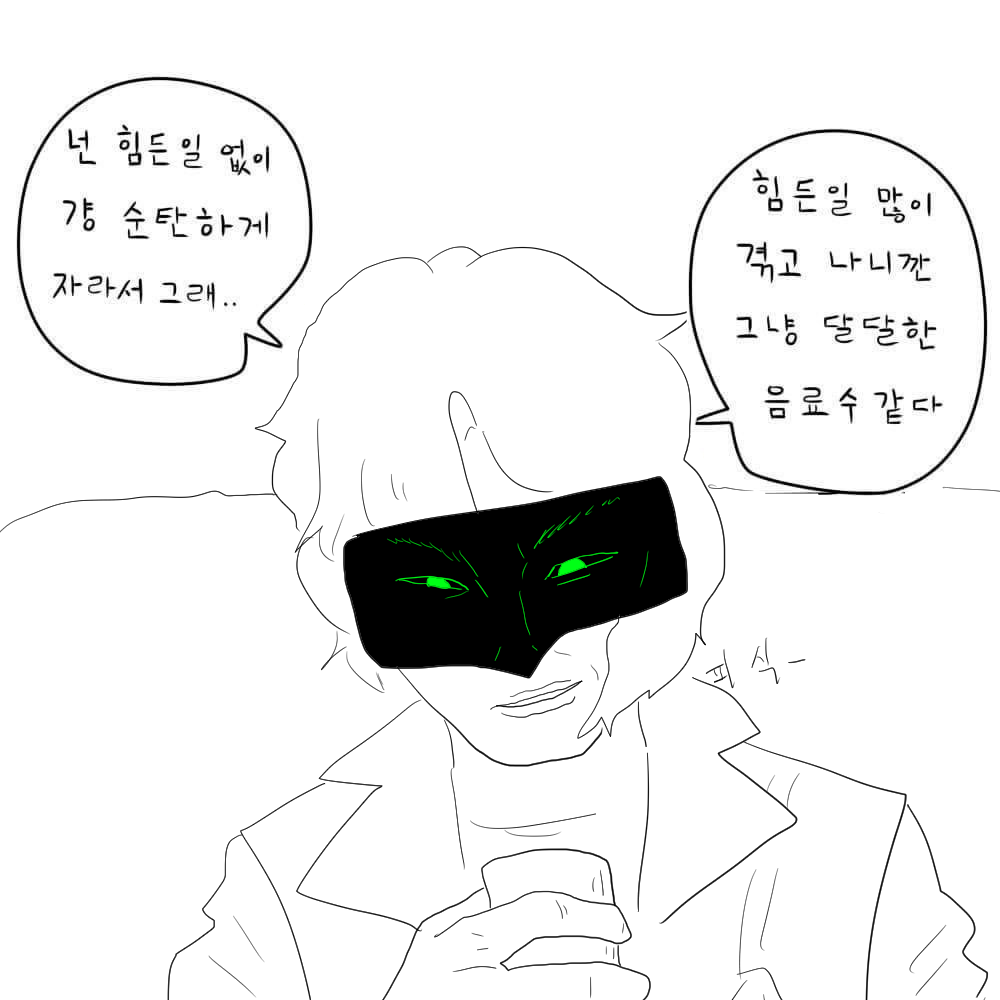 넌 힘든일 없이
걍 순탄하게
자라서 그래..
힘든일 많이
겪고 나니깐
그냥 달달한
음료수 같다
피식-